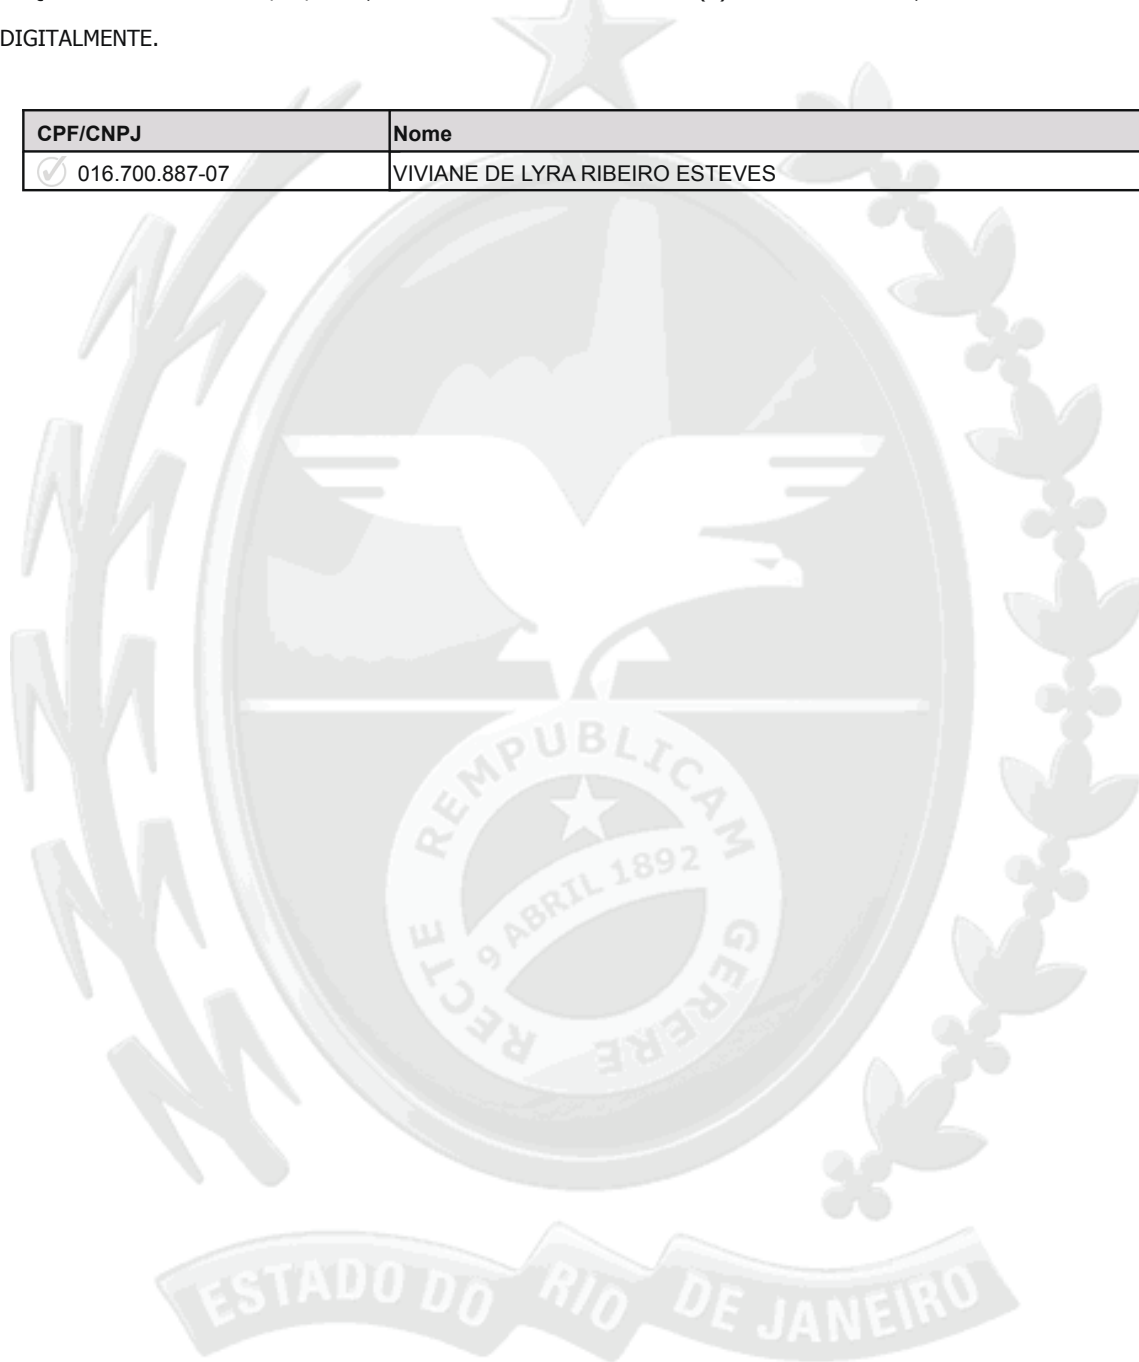 DIGITALMENTE.
CPF/CNPJ Nome
016.700.887-07 VIVIANE DE LYRA RIBEIRO ESTEVES
RECTE REMPUBLICAM GERERE
9 ABRIL 1892
ESTADO DO RIO DE JANEIRO